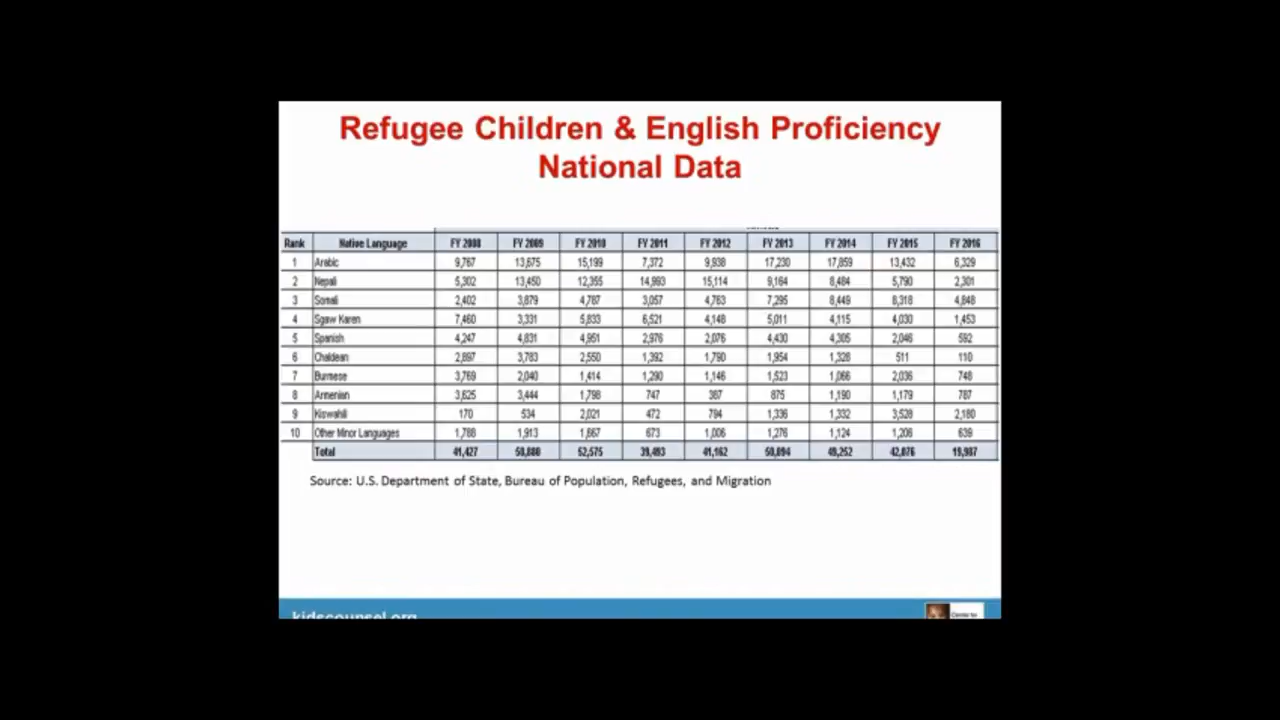 Refugee Children & English Proficiency
National Data
Rank Native Language FY 2008 FY 2009 FY 2010 FY 2011 FY 2012 FY 2013 FY 2014 FY 2015 FY 2016
1 Arabic 9,767 13,675 15,199 7,372 9,938 17,230 17,859 13,432 6,329
2 Nepali 5,302 13,450 12,355 14,993 15,114 9,164 8,484 5,790 2,301
3 Somali 2,402 3,879 4,787 3,057 4,763 7,295 8,449 8,318 4,848
4 Sgaw Karen 7,460 3,331 5,833 6,521 4,148 5,011 4,115 4,030 1,453
5 Spanish 4,247 4,831 4,951 2,976 2,076 4,430 4,305 2,046 592
6 Chaldean 2,897 3,783 2,550 1,392 1,790 1,954 1,328 511 110
7 Burmese 3,769 2,040 1,414 1,290 1,146 1,523 1,066 2,036 748
8 Armenian 3,625 3,444 1,798 747 387 875 1,190 1,179 787
9 Kiswahili 170 534 2,021 472 794 1,336 1,332 3,528 2,180
10 Other Minor Languages 1,788 1,913 1,667 673 1,006 1,276 1,124 1,206 639
Total 41,427 50,880 52,575 39,493 41,162 50,094 49,252 42,076 19,987
Source: U.S. Department of State, Bureau of Population, Refugees, and Migration
kidscounsel.org
Center for